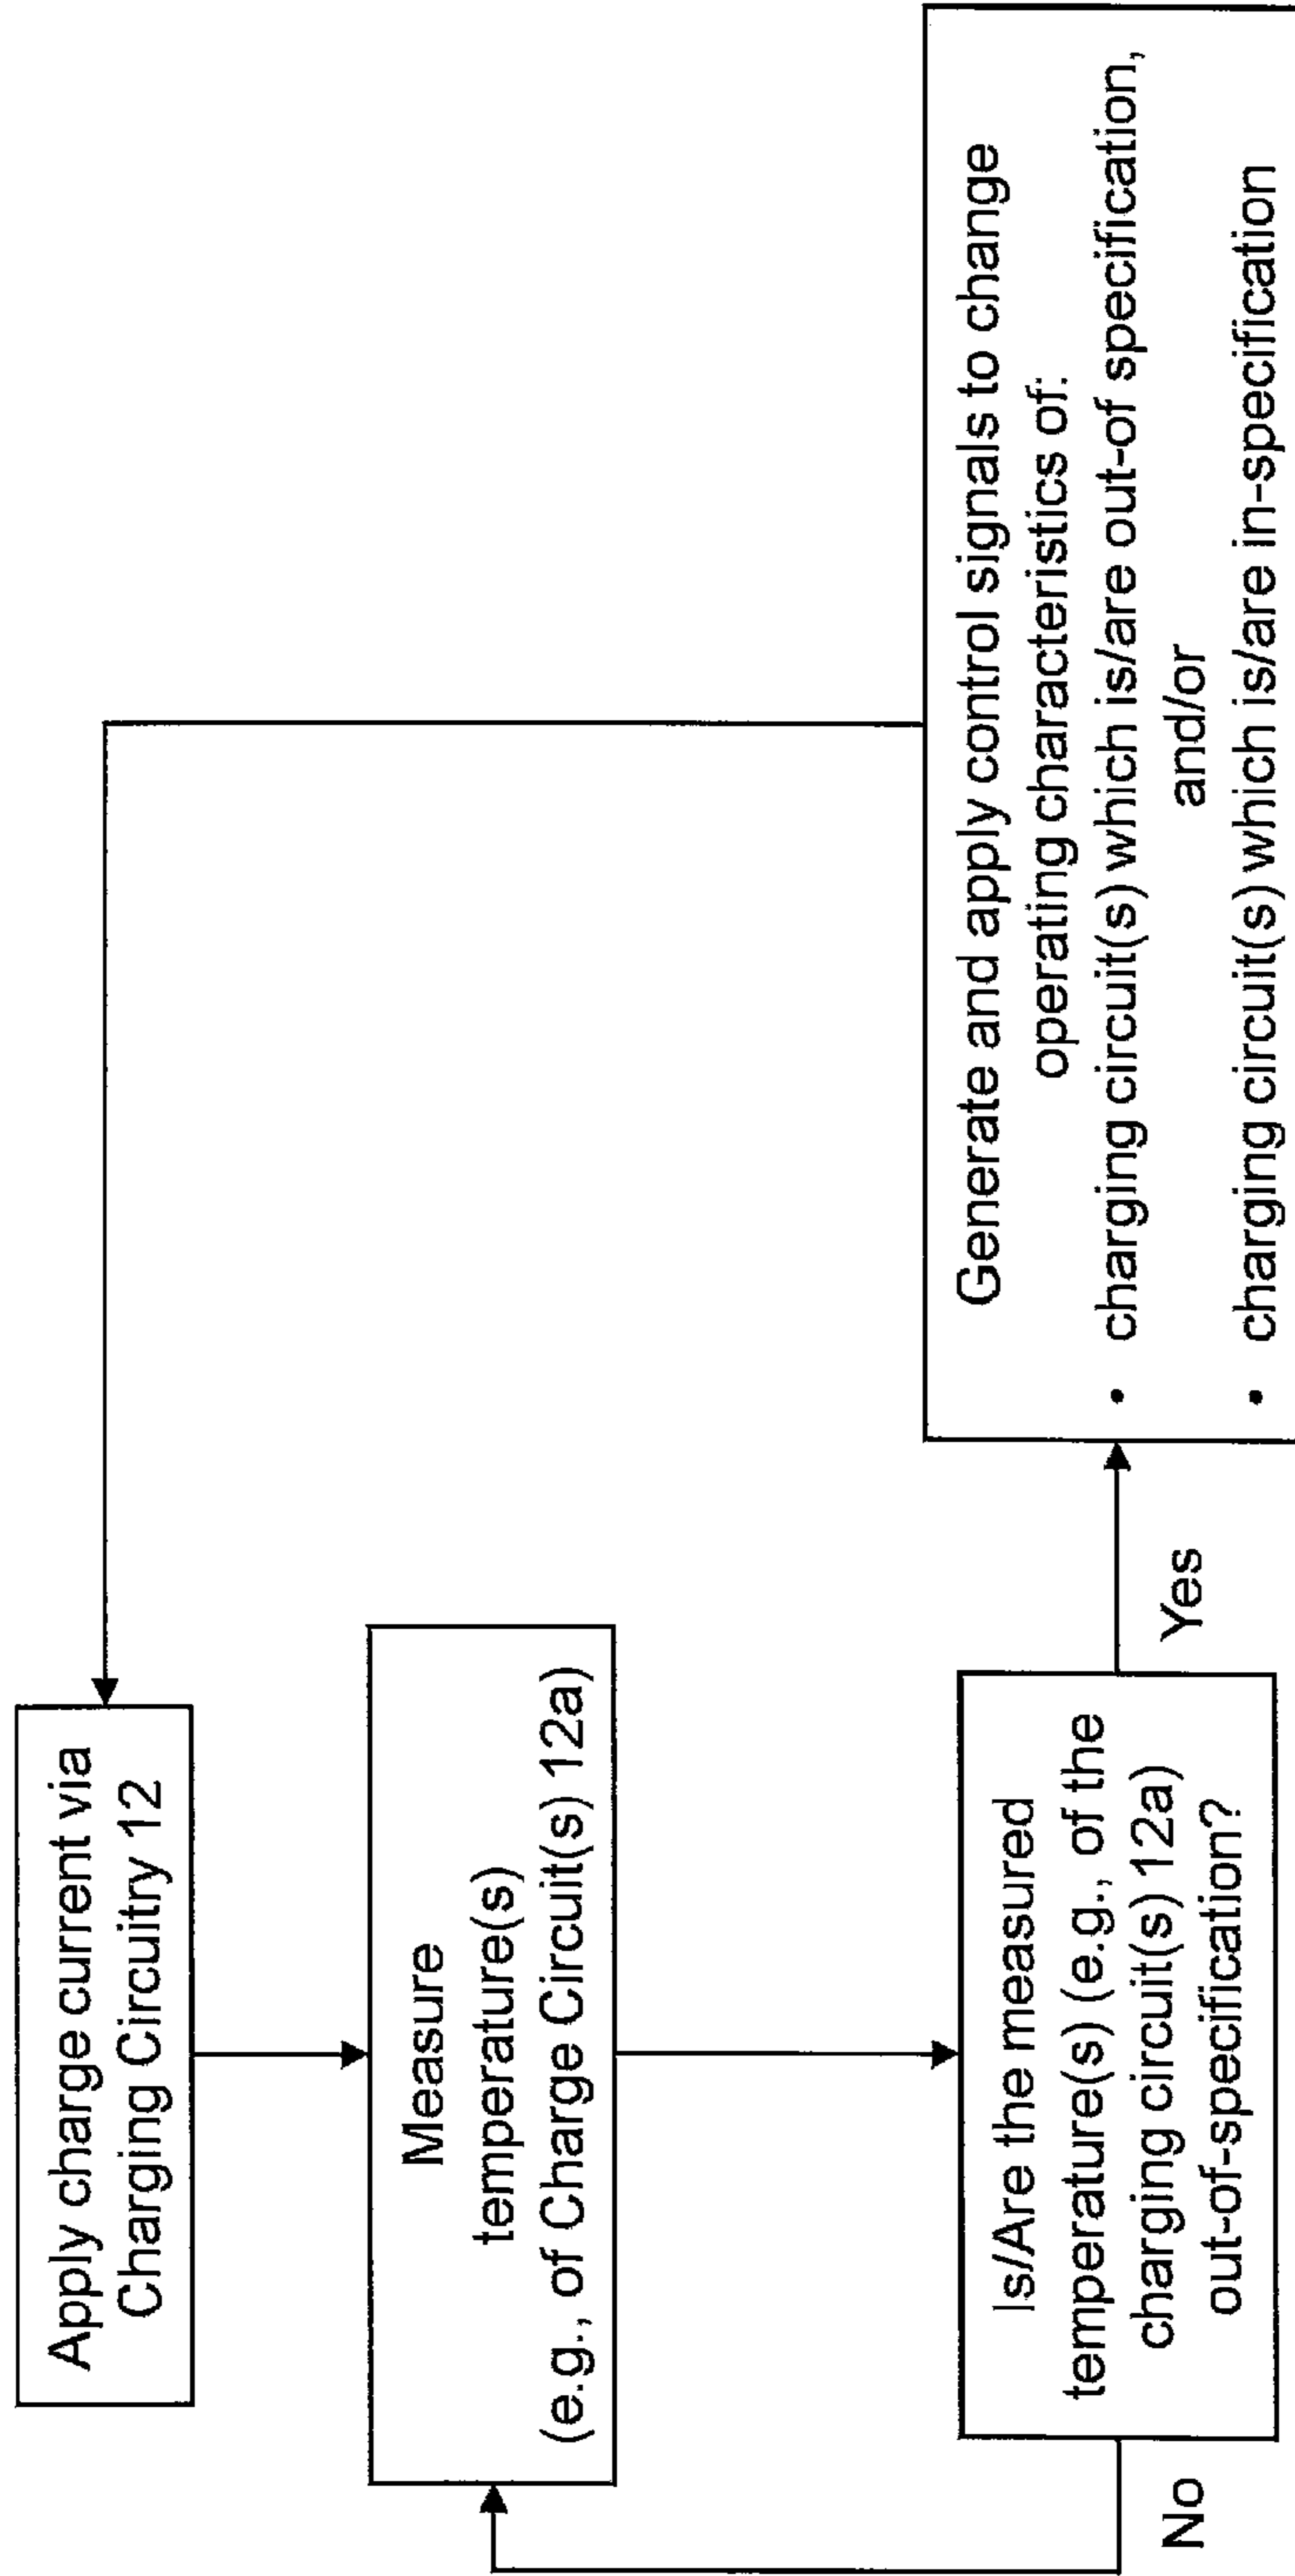 Apply charge current via
Charging Circuitry 12
Measure
temperature(s)
(e.g., of Charge Circuit(s) 12a)
Is/Are the measured
temperature(s) (e.g., of the
charging circuit(s) 12a)
out-of-specification?
No
Yes
Generate and apply control signals to change
operating characteristics of:
• charging circuit(s) which is/are out-of specification,
and/or
• charging circuit(s) which is/are in-specification